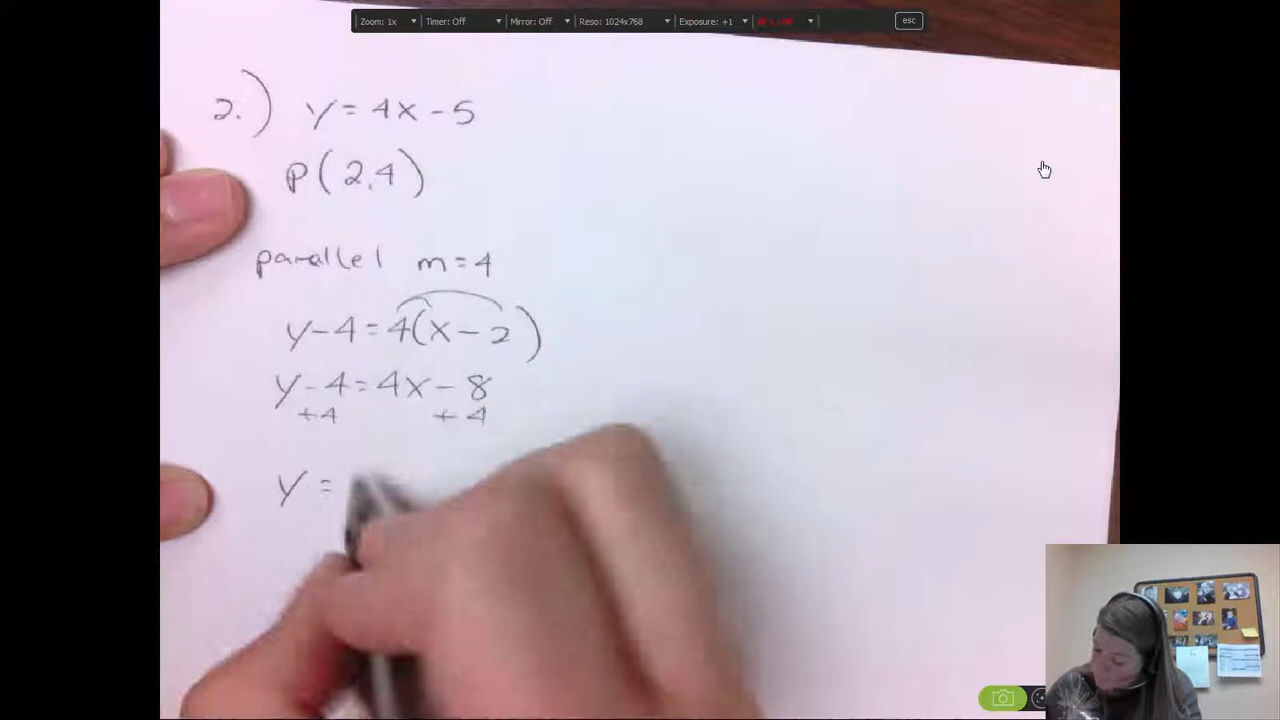 Zoom: 1x Timer: Off Mirror: Off Reso: 1024x768 Exposure: +1 esc
2.) y = 4x - 5
P(2,4)
parallel m = 4
y - 4 = 4(x - 2)
y - 4 = 4x - 8
+4 + 4
y =